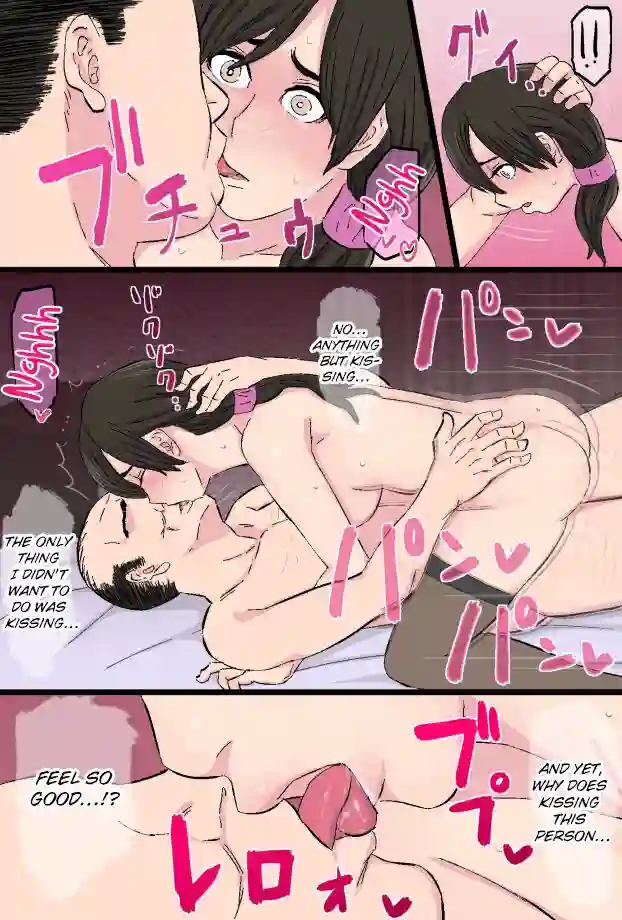 ブチュウ
Nghh
!!
グイ..
Nghhh
ゾクゾク..
NO...
ANYTHING
BUT KIS-
SING...
パン
THE ONLY
THING
I DIDN'T
WANT TO
DO WAS
KISSING...
パン
パン
FEEL SO
GOOD...!?
レロォ
ブプ
AND YET,
WHY DOES
KISSING
THIS
PERSON...